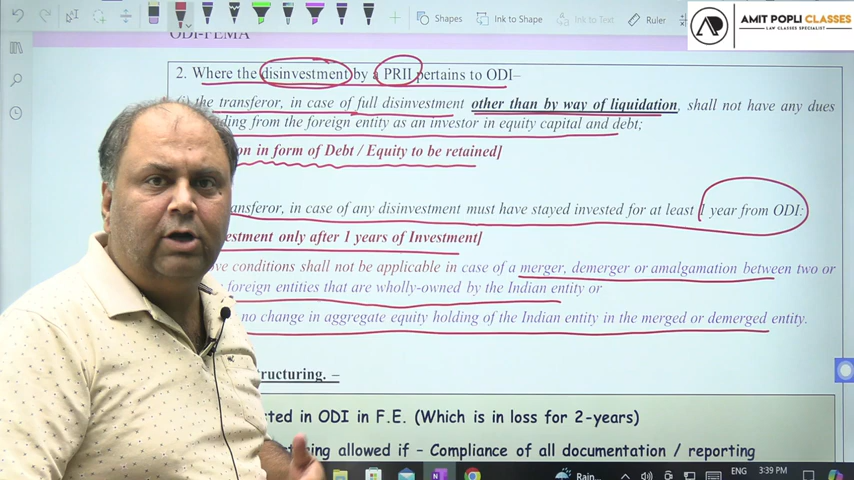 Shapes
Ink to Shape
Ink to Text
Ruler
AMIT POPLI CLASSES
LAW CLASSES SPECIALIST
ODI-FEMA
2. Where the disinvestment by a PRII pertains to ODI–
(i) the transferor, in case of full disinvestment other than by way of liquidation, shall not have any dues
from the foreign entity as an investor in equity capital and debt;
in form of Debt / Equity to be retained]
in case of any disinvestment must have stayed invested for at least 1 year from ODI:
only after 1 years of Investment]
conditions shall not be applicable in case of a merger, demerger or amalgamation between two or
foreign entities that are wholly-owned by the Indian entity or
no change in aggregate equity holding of the Indian entity in the merged or demerged entity.
in ODI in F.E. (Which is in loss for 2-years)
allowed if – Compliance of all documentation / reporting
Rain...
ENG
3:39 PM